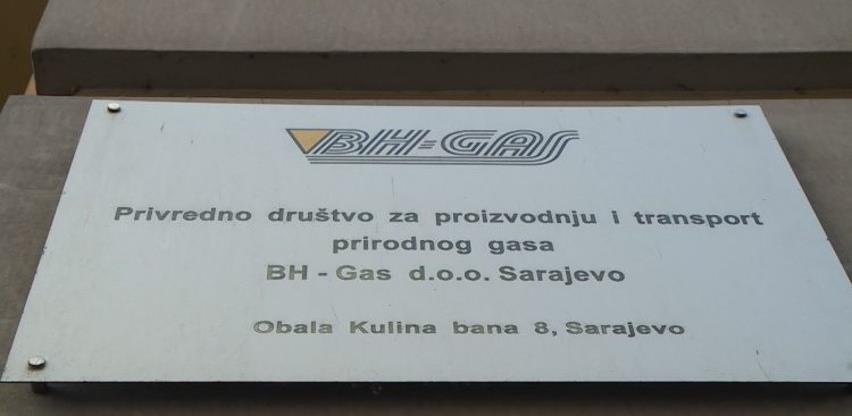 BH-GAS
Privredno društvo za proizvodnju i transport
prirodnog gasa
BH - Gas d.o.o. Sarajevo
Obala Kulina bana 8, Sarajevo